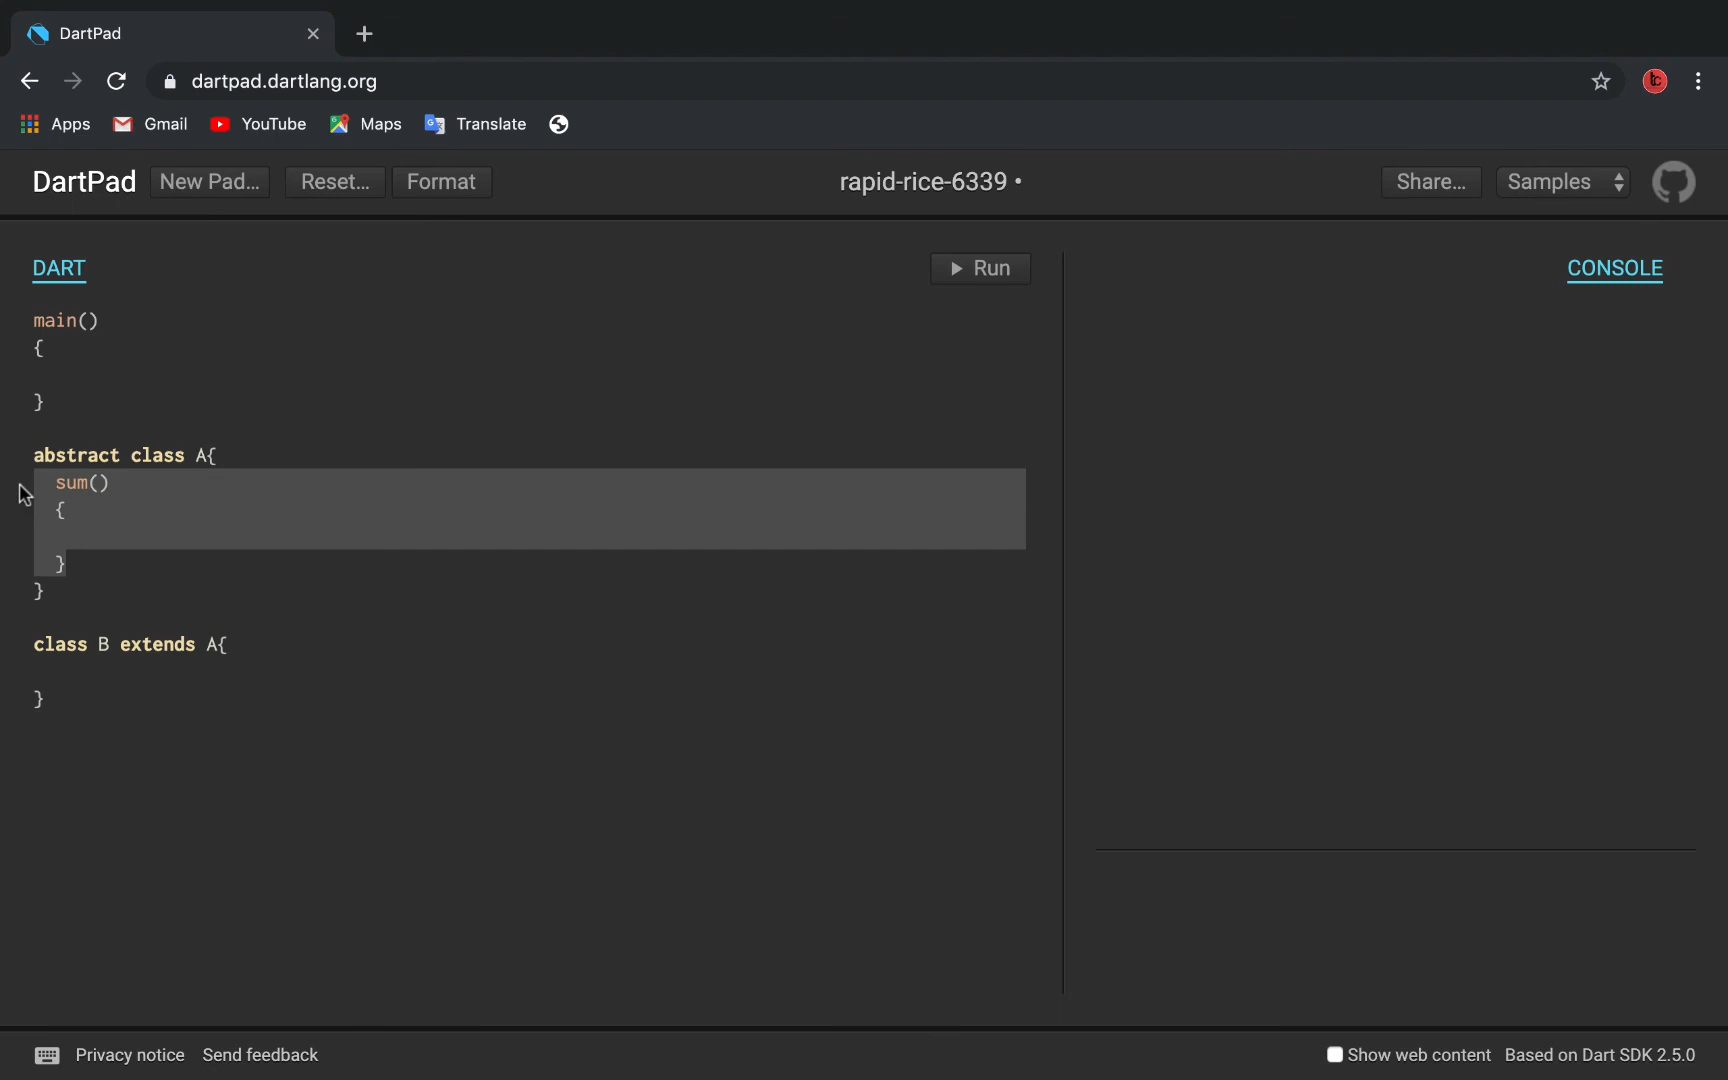 DartPad
dartpad.dartlang.org
Apps Gmail YouTube Maps Translate
DartPad New Pad... Reset... Format rapid-rice-6339 • Share... Samples
DART Run CONSOLE
main()
{
}
abstract class A{
sum()
{
}
}
class B extends A{
}
Privacy notice Send feedback Show web content Based on Dart SDK 2.5.0